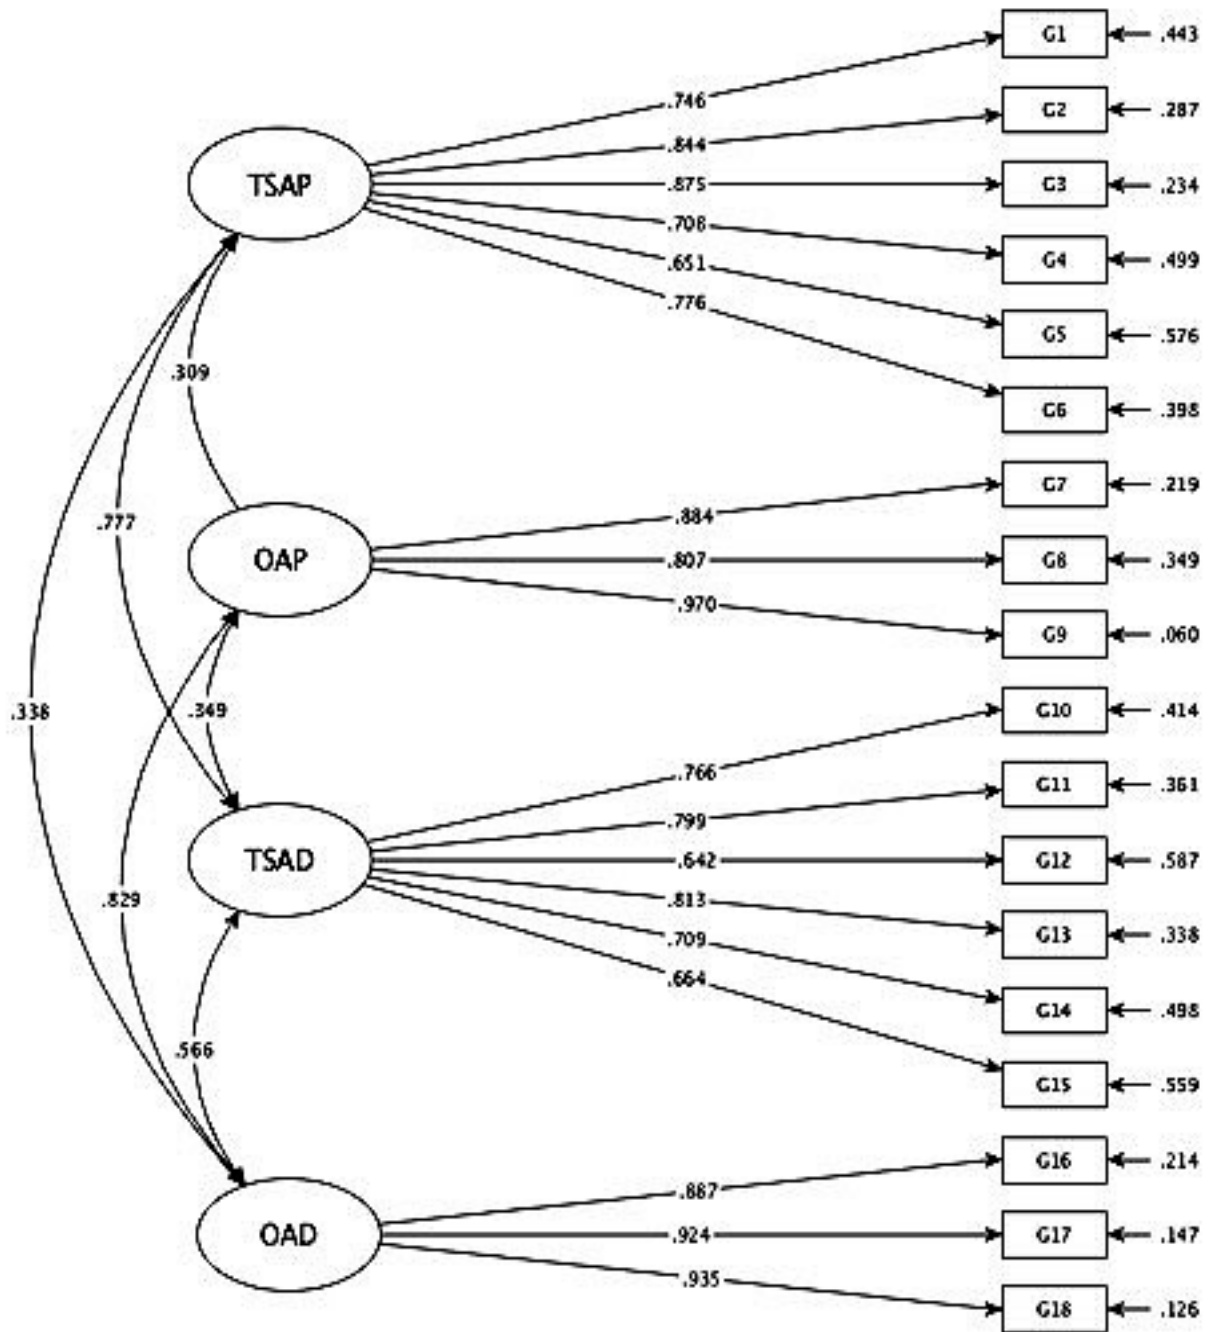 G1 .443
.746
G2 .287
.844
TSAP .875 G3 .234
.708
G4 .499
.651
.776
G5 .576
.309
G6 .398
G7 .219
.884
.777
OAP .807 G8 .349
.970
G9 .060
.338 .349 G10 .414
.766
G11 .361
.799
TSAD .642 G12 .587
.829 .813
G13 .338
.709
.664
G14 .498
.566
G15 .559
G16 .214
.887
OAD .924 G17 .147
.935
G18 .126